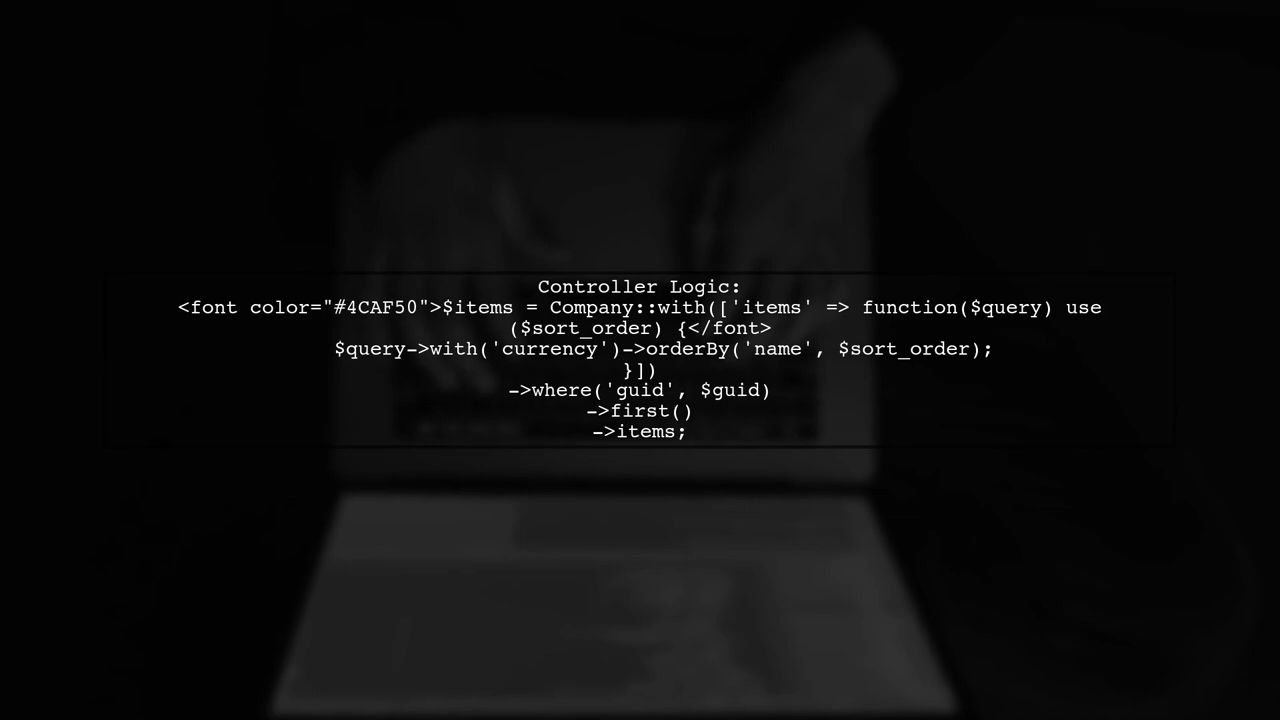 Controller Logic:
<font color="#4CAF50">$items = Company::with(['items' => function($query) use
($sort_order) {</font>
$query->with('currency')->orderBy('name', $sort_order);
}])
->where('guid', $guid)
->first()
->items;